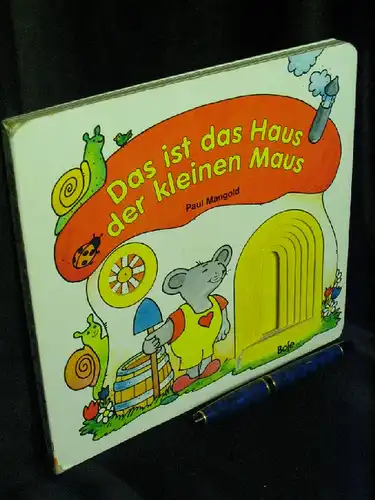 Das ist das Haus
der kleinen Maus
Paul Mangold
Boje